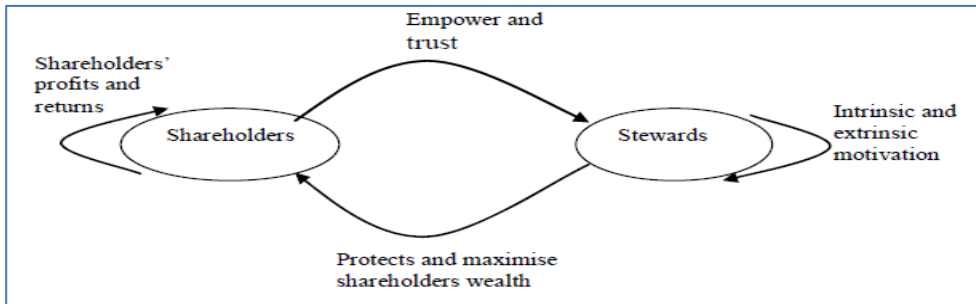 Empower and
trust
Shareholders’
profits and
returns
Shareholders
Stewards
Intrinsic and
extrinsic
motivation
Protects and maximise
shareholders wealth